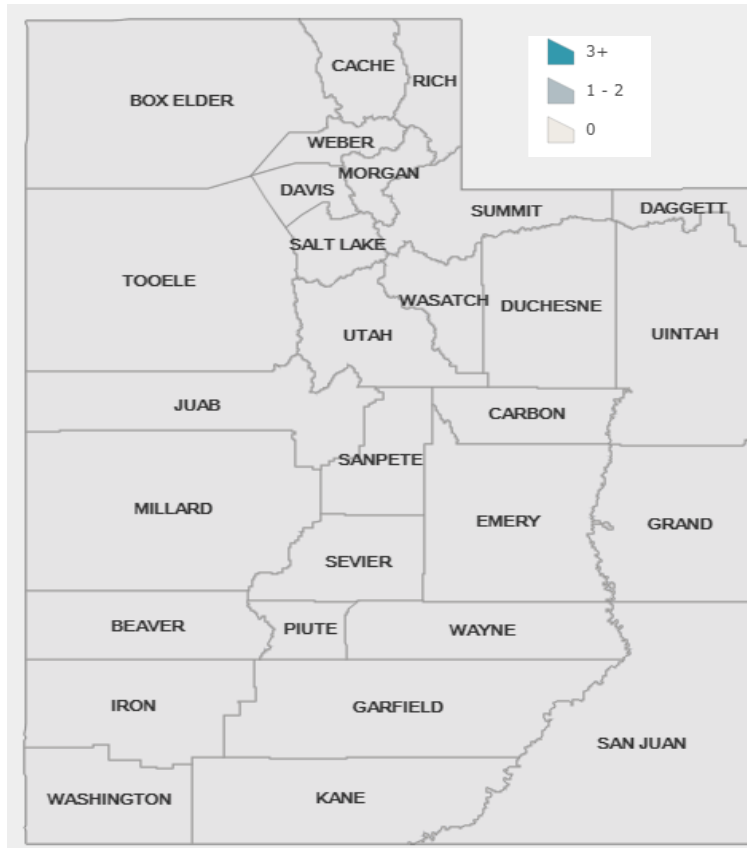 3+
1 - 2
0
CACHE
RICH
BOX ELDER
WEBER
MORGAN
DAVIS
SUMMIT
DAGGETT
SALT LAKE
TOOELE
WASATCH
DUCHESNE
UTAH
UINTAH
JUAB
CARBON
SANPETE
MILLARD
EMERY
GRAND
SEVIER
BEAVER
PIUTE
WAYNE
IRON
GARFIELD
SAN JUAN
WASHINGTON
KANE